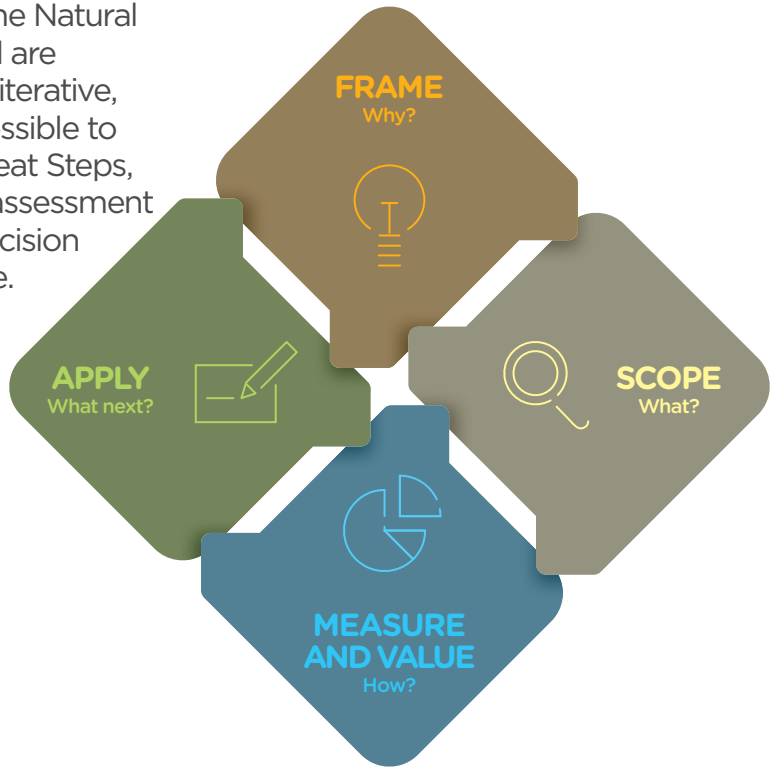 ne Natural
are
iterative,
ssible to
eat Steps,
assessment
cision
e.
FRAME
Why?
APPLY
What next?
SCOPE
What?
MEASURE
AND VALUE
How?